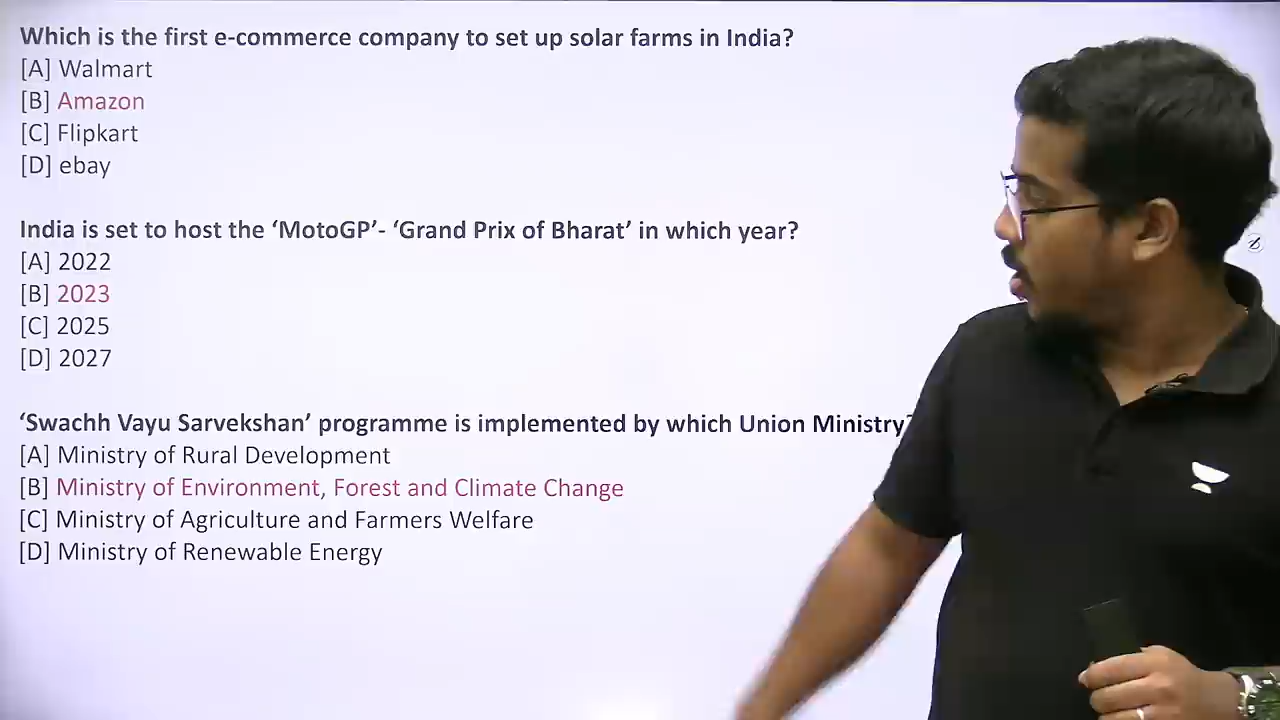 Which is the first e-commerce company to set up solar farms in India?
[A] Walmart
[B] Amazon
[C] Flipkart
[D] ebay
India is set to host the ‘MotoGP’- ‘Grand Prix of Bharat’ in which year?
[A] 2022
[B] 2023
[C] 2025
[D] 2027
‘Swachh Vayu Sarvekshan’ programme is implemented by which Union Ministry?
[A] Ministry of Rural Development
[B] Ministry of Environment, Forest and Climate Change
[C] Ministry of Agriculture and Farmers Welfare
[D] Ministry of Renewable Energy